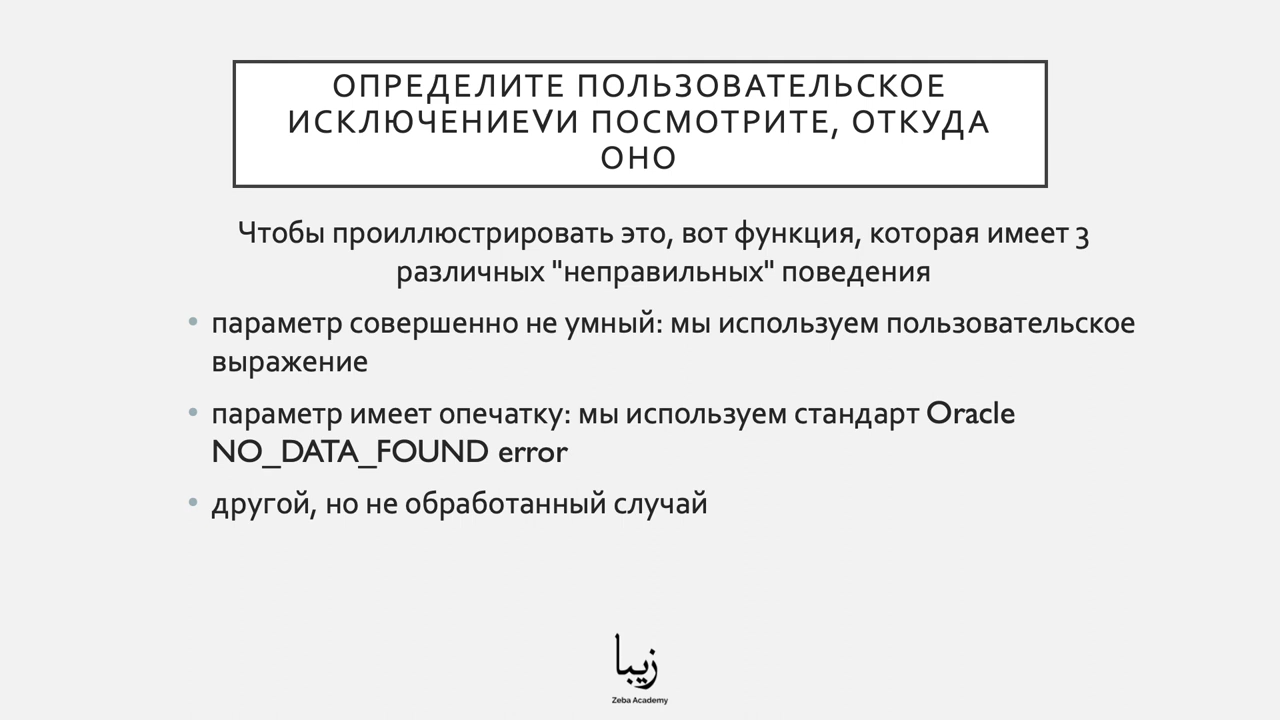 ОПРЕДЕЛИТЕ ПОЛЬЗОВАТЕЛЬСКОЕ
ИСКЛЮЧЕНИЕVИ ПОСМОТРИТЕ, ОТКУДА
ОНО
Чтобы проиллюстрировать это, вот функция, которая имеет 3
различных "неправильных" поведения
• параметр совершенно не умный: мы используем пользовательское
выражение
• параметр имеет опечатку: мы используем стандарт Oracle
NO_DATA_FOUND error
• другой, но не обработанный случай
زيبا
Zeba Academy